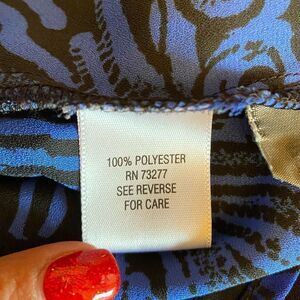 100% POLYESTER
RN 73277
SEE REVERSE
FOR CARE